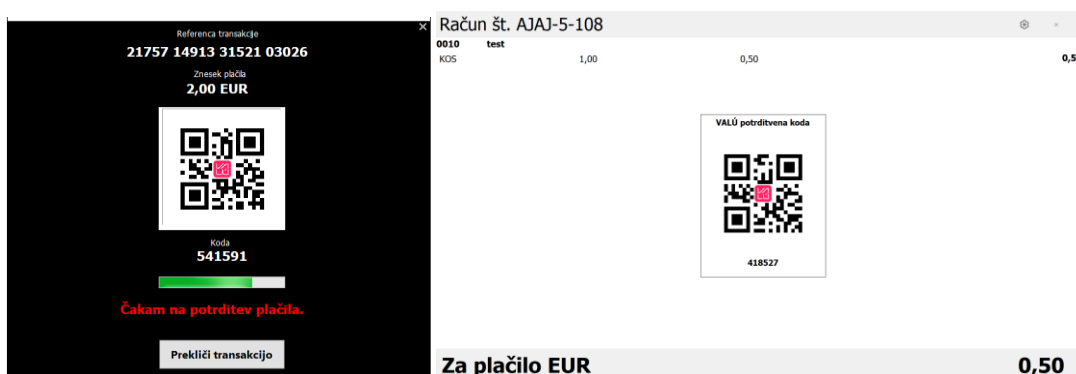 Referenca transakcije
21757 14913 31521 03026
Znesek plačila
2,00 EUR
Koda
541591
Čakam na potrditev plačila.
Prekliči transakcijo
Račun št. AJAJ-5-108
0010 test
KOS 1,00 0,50 0,5
VALÚ potrditvena koda
418527
Za plačilo EUR 0,50